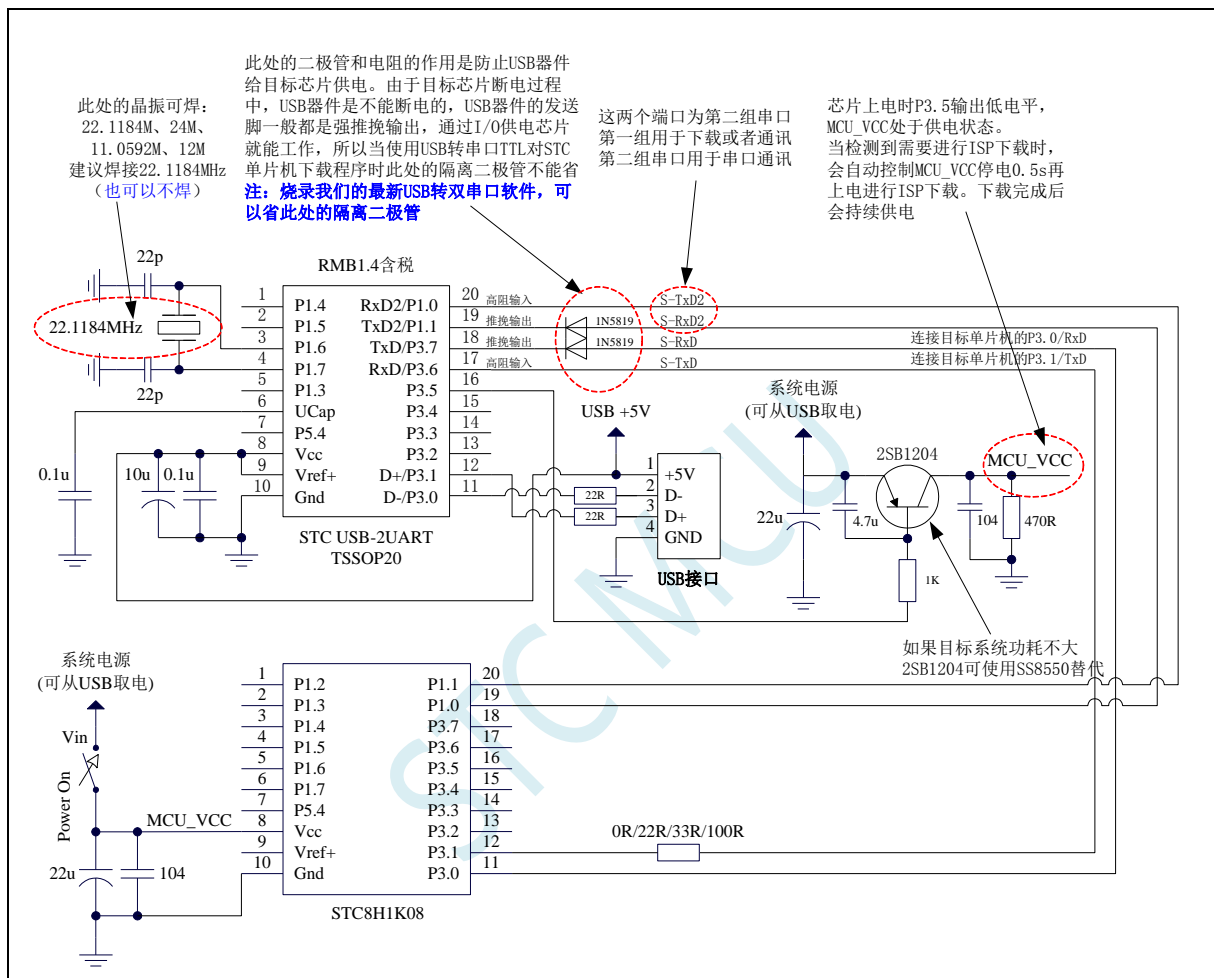 此处的二极管和电阻的作用是防止USB器件
给目标芯片供电。由于目标芯片断电过程
中，USB器件是不能断电的，USB器件的发送
脚一般都是强推挽输出，通过I/O供电芯片
就能工作，所以当使用USB转串口TTL对STC
单片机下载程序时此处的隔离二极管不能省
注：烧录我们的最新USB转双串口软件，可
以省此处的隔离二极管
此处的晶振可焊：
22.1184M、24M、
11.0592M、12M
建议焊接22.1184MHz
（也可以不焊）
这两个端口为第二组串口
第一组用于下载或者通讯
第二组串口用于串口通讯
芯片上电时P3.5输出低电平，
MCU_VCC处于供电状态。
当检测到需要进行ISP下载时，
会自动控制MCU_VCC停电0.5s再
上电进行ISP下载。下载完成后
会持续供电
22p
22.1184MHz
22p
RMB1.4含税
1 P1.4 RxD2/P1.0 20 高阻输入 S-TxD2
2 P1.5 TxD2/P1.1 19 推挽输出 1N5819 S-RxD2
3 P1.6 TxD/P3.7 18 推挽输出 1N5819 S-RxD 连接目标单片机的P3.0/RxD
4 P1.7 RxD/P3.6 17 高阻输入 S-TxD 连接目标单片机的P3.1/TxD
5 P1.3 P3.5 16
6 UCap P3.4 15
7 P5.4 P3.3 14
8 Vcc P3.2 13
9 Vref+ D+/P3.1 12
10 Gnd D-/P3.0 11
STC USB-2UART
TSSOP20
0.1u
10u
0.1u
USB +5V
22R
22R
1 +5V
2 D-
3 D+
4 GND
USB接口
系统电源
(可从USB取电)
2SB1204
MCU_VCC
22u
4.7u
104
470R
1K
如果目标系统功耗不大
2SB1204可使用SS8550替代
STC MCU
系统电源
(可从USB取电)
Vin
Power On
MCU_VCC
22u
104
1 P1.2 P1.1 20
2 P1.3 P1.0 19
3 P1.4 P3.7 18
4 P1.5 P3.6 17
5 P1.6 P3.5 16
6 P1.7 P3.4 15
7 P5.4 P3.3 14
8 Vcc P3.2 13
9 Vref+ P3.1 12
10 Gnd P3.0 11
0R/22R/33R/100R
STC8H1K08